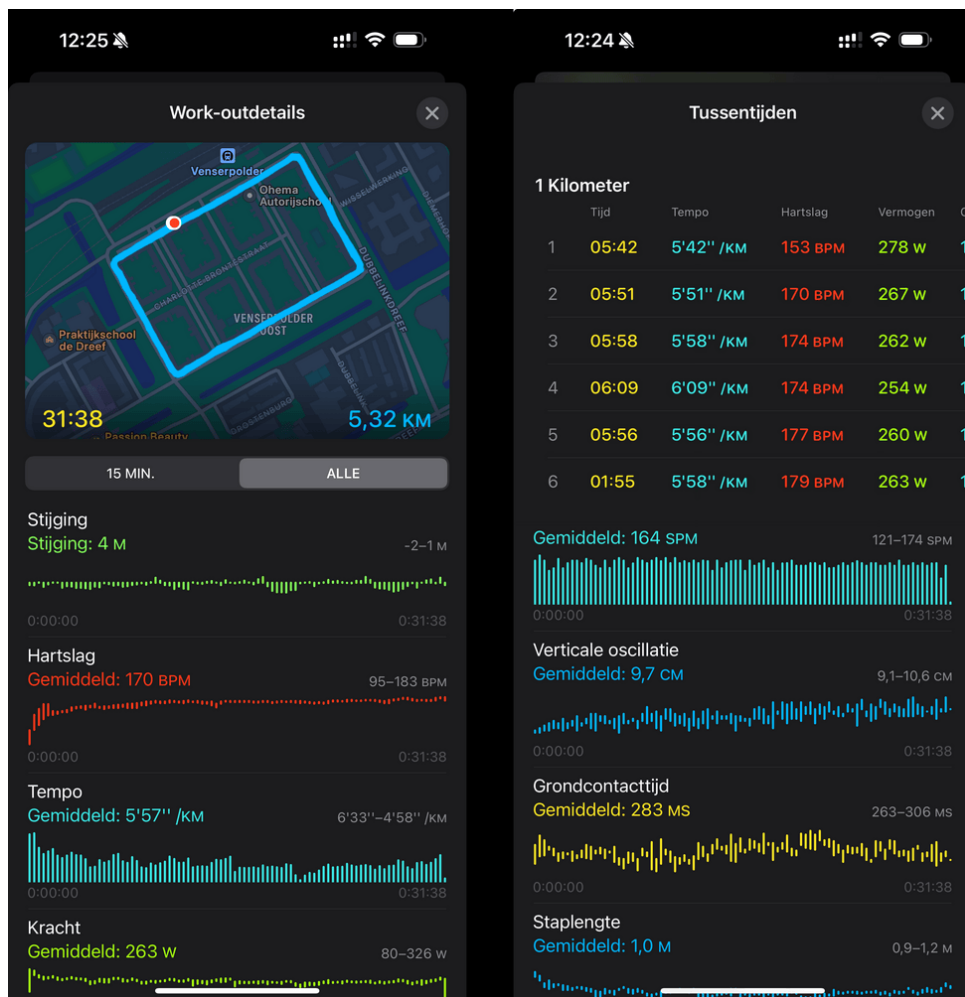 12:25
Work-outdetails
Venserpolder
Ohema
Autorijschool
WISSELWERKING
DIEMERHOF
DUBBELINKDREEF
CHARLOTTE-BRONTËSTRAAT
VENSERPOLDER
OOST
Praktijkschool
de Dreef
DUBBELINK
GROSTENBURG
31:38
5,32 KM
Passion Beauty
15 MIN.
ALLE
Stijging
Stijging: 4 M
-2–1 M
0:00:00
0:31:38
Hartslag
Gemiddeld: 170 BPM
95–183 BPM
0:00:00
0:31:38
Tempo
Gemiddeld: 5'57'' /KM
6'33''–4'58'' /KM
0:00:00
0:31:38
Kracht
Gemiddeld: 263 W
80–326 W
12:24
Tussentijden
1 Kilometer
Tijd Tempo Hartslag Vermogen
1 05:42 5'42'' /KM 153 BPM 278 W
2 05:51 5'51'' /KM 170 BPM 267 W
3 05:58 5'58'' /KM 174 BPM 262 W
4 06:09 6'09'' /KM 174 BPM 254 W
5 05:56 5'56'' /KM 177 BPM 260 W
6 01:55 5'58'' /KM 179 BPM 263 W
Gemiddeld: 164 SPM
121–174 SPM
0:00:00
0:31:38
Verticale oscillatie
Gemiddeld: 9,7 CM
9,1–10,6 CM
0:00:00
0:31:38
Grondcontacttijd
Gemiddeld: 283 MS
263–306 MS
0:00:00
0:31:38
Staplengte
Gemiddeld: 1,0 M
0,9–1,2 M